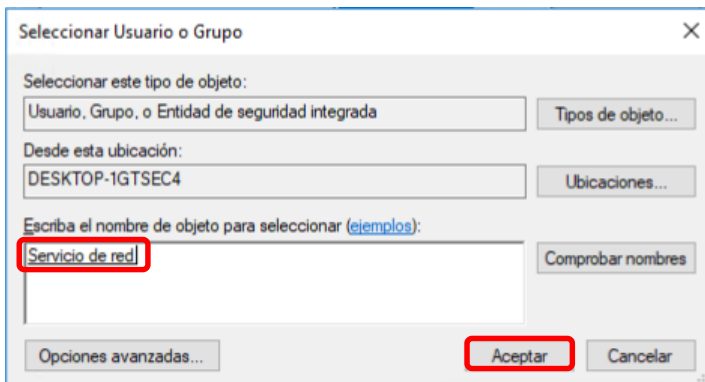 Seleccionar Usuario o Grupo
Seleccionar este tipo de objeto:
Usuario, Grupo, o Entidad de seguridad integrada
Tipos de objeto...
Desde esta ubicación:
DESKTOP-1GTSEC4
Ubicaciones...
Escriba el nombre de objeto para seleccionar (ejemplos):
Servicio de red
Comprobar nombres
Opciones avanzadas...
Aceptar
Cancelar